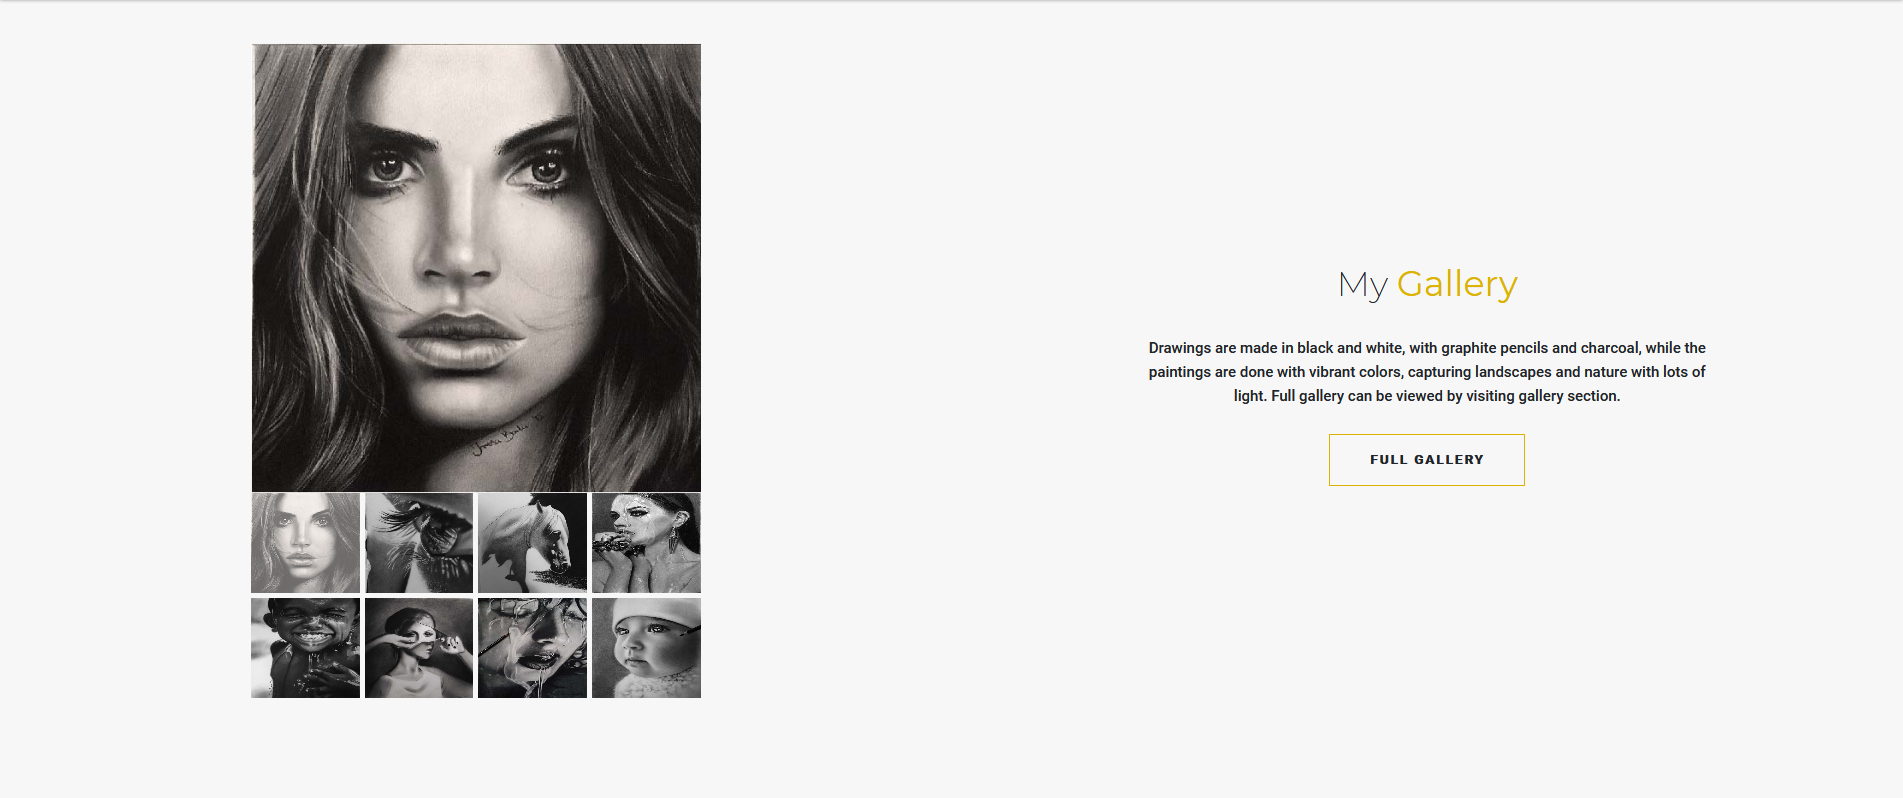 My Gallery
Drawings are made in black and white, with graphite pencils and charcoal, while the
paintings are done with vibrant colors, capturing landscapes and nature with lots of
light. Full gallery can be viewed by visiting gallery section.
FULL GALLERY